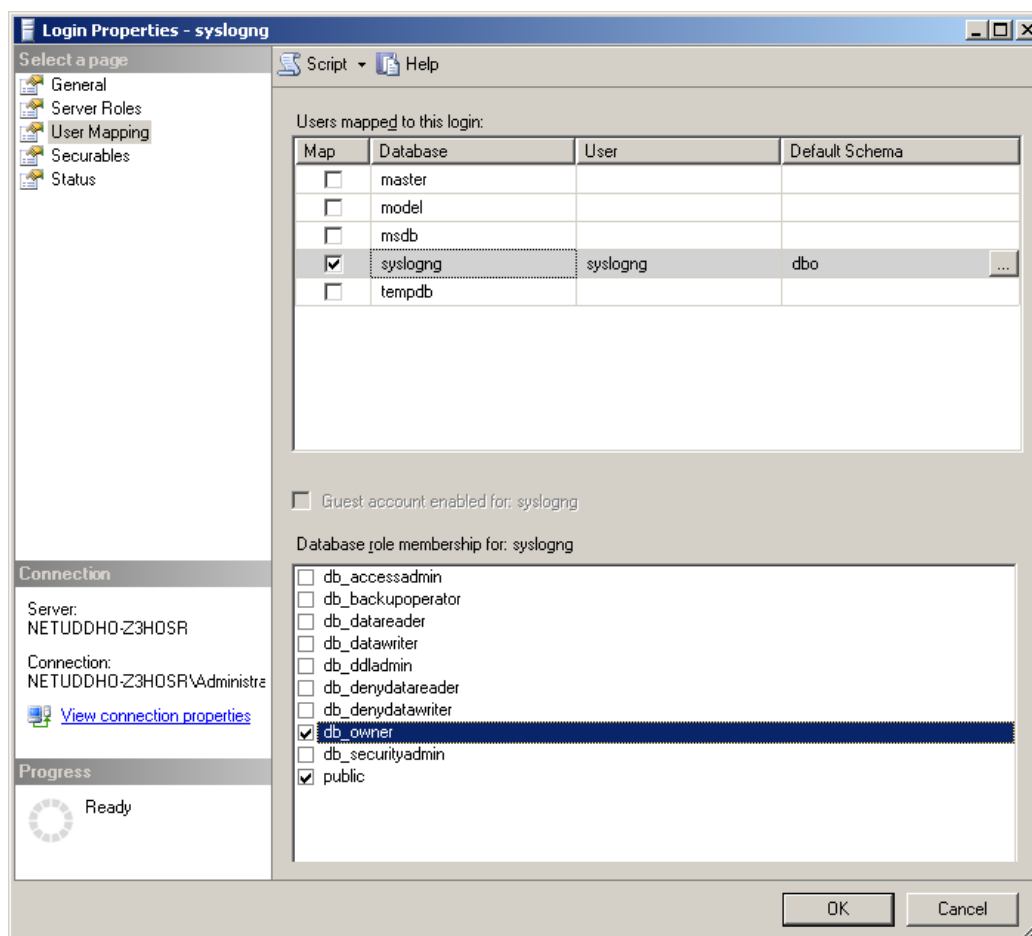 Login Properties - syslogng
Select a page
General
Server Roles
User Mapping
Securables
Status
Script Help
Users mapped to this login:
Map Database User Default Schema
master
model
msdb
syslogng syslogng dbo ...
tempdb
Guest account enabled for: syslogng
Database role membership for: syslogng
db_accessadmin
db_backupoperator
db_datareader
db_datawriter
db_ddladmin
db_denydatareader
db_denydatawriter
db_owner
db_securityadmin
public
Connection
Server:
NETUDDHO-Z3HOSR
Connection:
NETUDDHO-Z3HOSR\Administra
View connection properties
Progress
Ready
OK Cancel